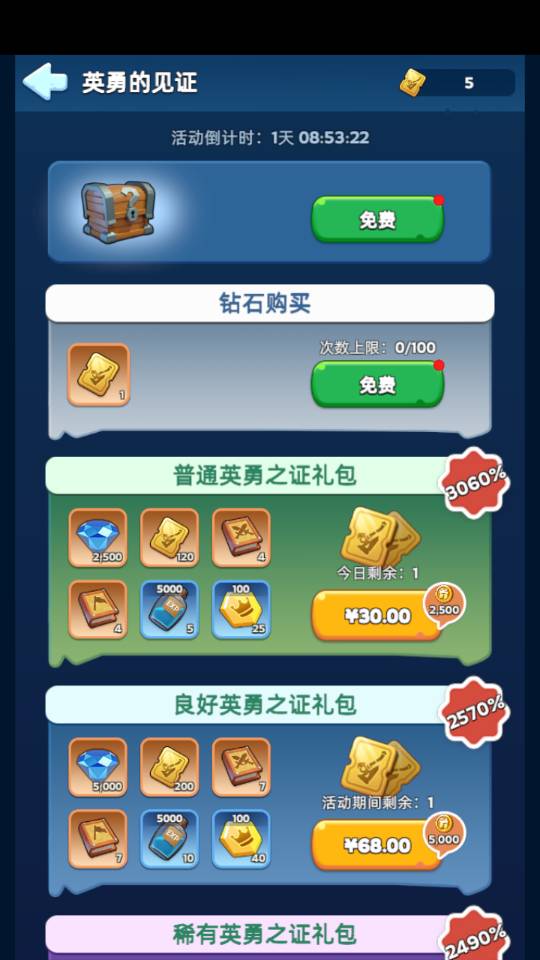 英勇的见证
5
活动倒计时：1天 08:53:22
免费
钻石购买
次数上限：0/100
1
免费
普通英勇之证礼包
3060%
2,500
120
4
今日剩余：1
4
5000
EXP
5
100
25
¥30.00
2,500
良好英勇之证礼包
2570%
5,000
200
7
活动期间剩余：1
7
5000
EXP
10
100
40
¥68.00
5,000
稀有英勇之证礼包
2490%